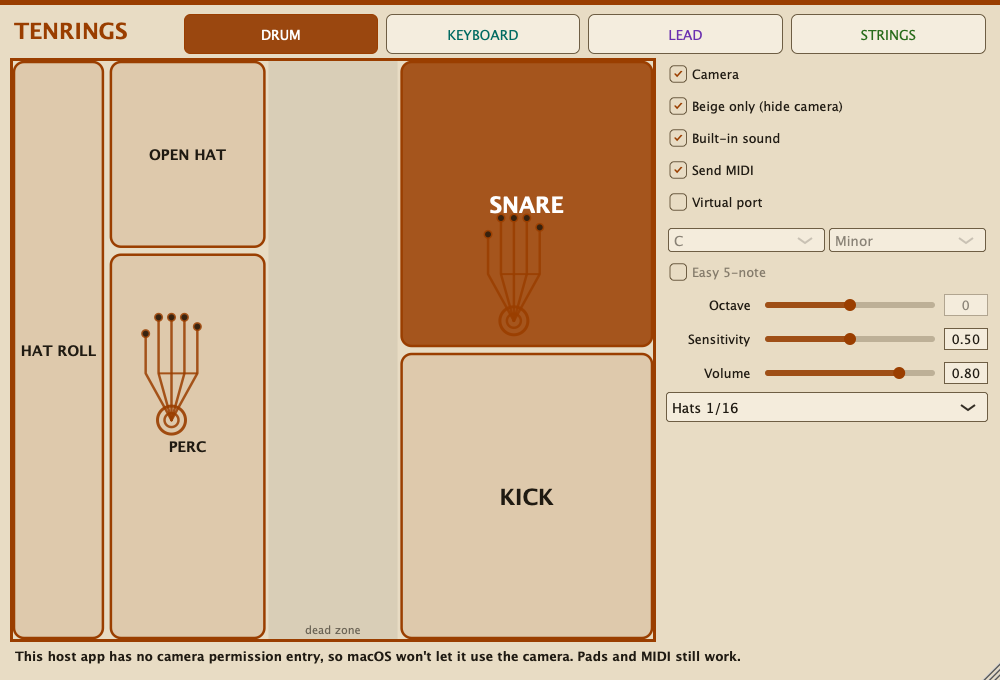 TENRINGS
DRUM
KEYBOARD
LEAD
STRINGS
HAT ROLL
OPEN HAT
PERC
dead zone
SNARE
KICK
Camera
Beige only (hide camera)
Built-in sound
Send MIDI
Virtual port
C
Minor
Easy 5-note
Octave 0
Sensitivity 0.50
Volume 0.80
Hats 1/16
This host app has no camera permission entry, so macOS won't let it use the camera. Pads and MIDI still work.